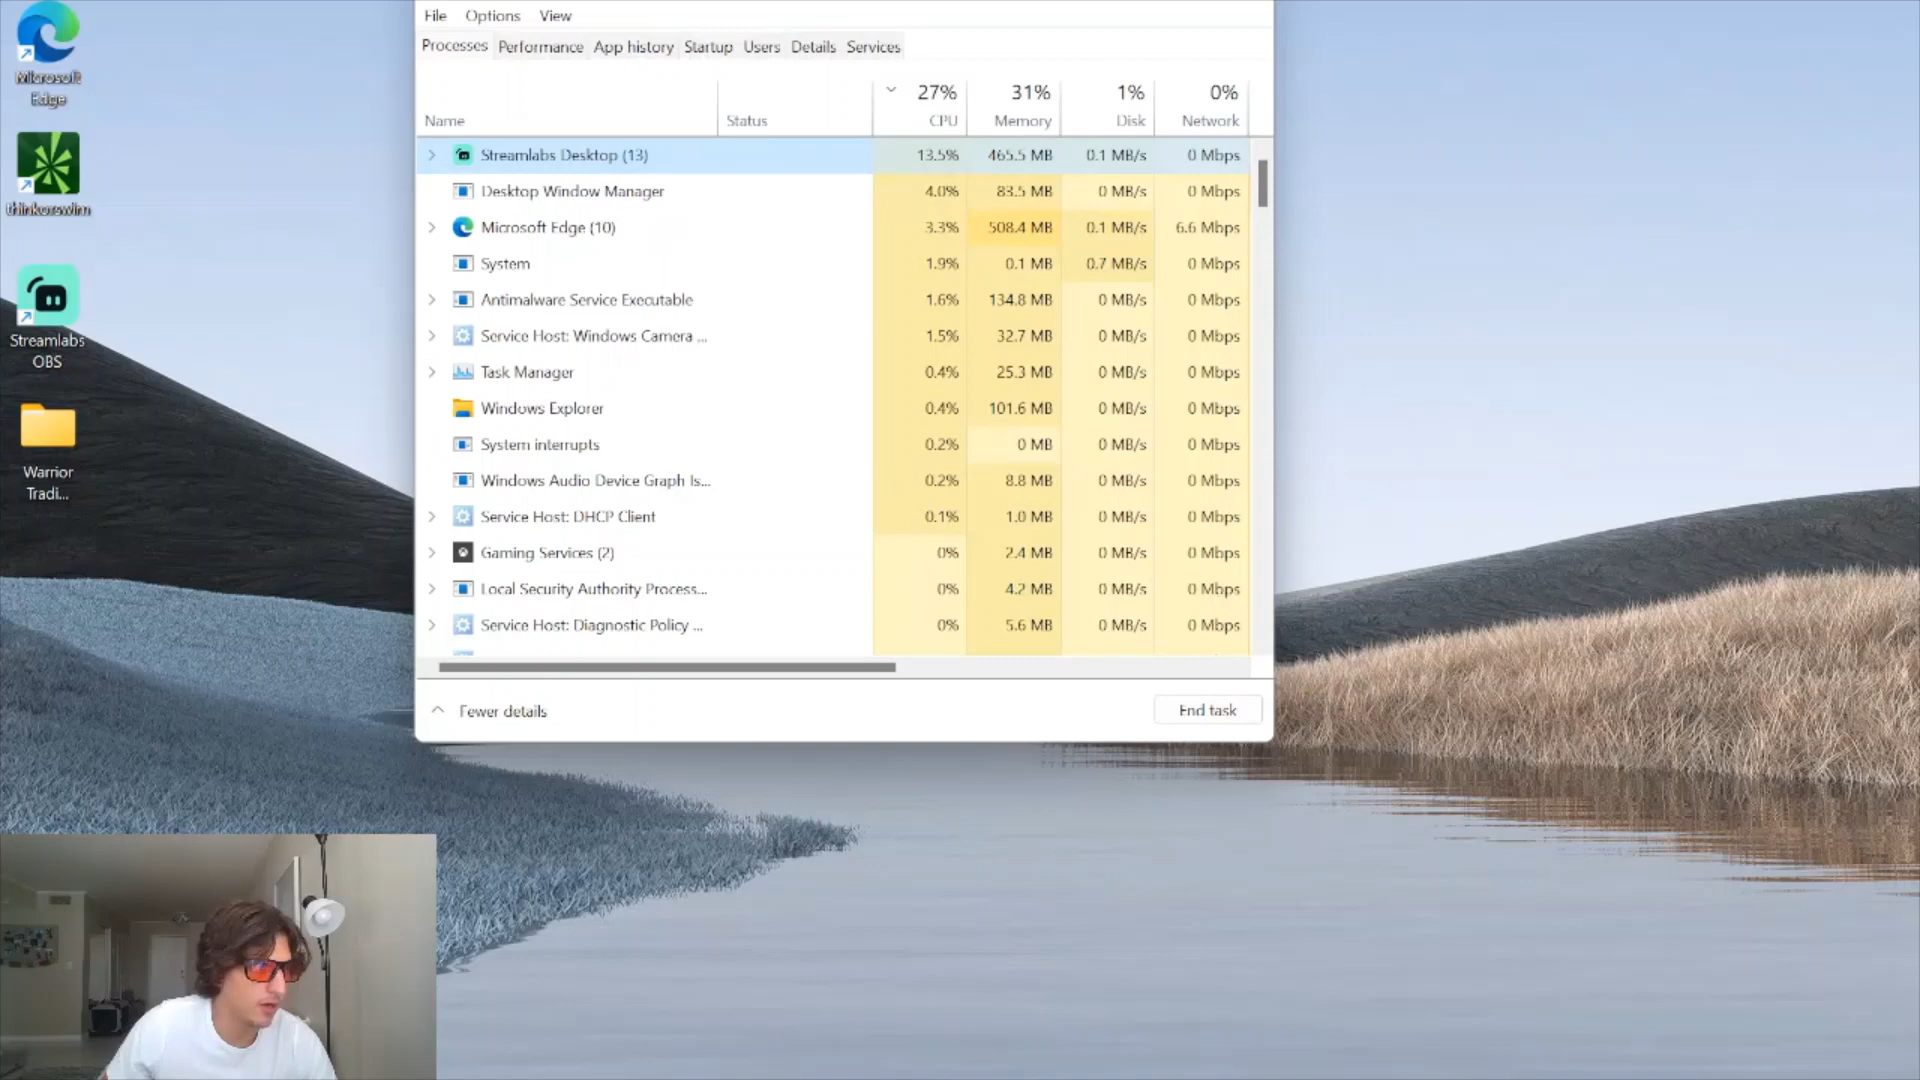 File Options View
Processes Performance App history Startup Users Details Services
27% 31% 1% 0%
Name Status CPU Memory Disk Network
Streamlabs Desktop (13) 13.5% 465.5 MB 0.1 MB/s 0 Mbps
Desktop Window Manager 4.0% 83.5 MB 0 MB/s 0 Mbps
Microsoft Edge (10) 3.3% 508.4 MB 0.1 MB/s 6.6 Mbps
System 1.9% 0.1 MB 0.7 MB/s 0 Mbps
Antimalware Service Executable 1.6% 134.8 MB 0 MB/s 0 Mbps
Service Host: Windows Camera ... 1.5% 32.7 MB 0 MB/s 0 Mbps
Task Manager 0.4% 25.3 MB 0 MB/s 0 Mbps
Windows Explorer 0.4% 101.6 MB 0 MB/s 0 Mbps
System interrupts 0.2% 0 MB 0 MB/s 0 Mbps
Windows Audio Device Graph Is... 0.2% 8.8 MB 0 MB/s 0 Mbps
Service Host: DHCP Client 0.1% 1.0 MB 0 MB/s 0 Mbps
Gaming Services (2) 0% 2.4 MB 0 MB/s 0 Mbps
Local Security Authority Process... 0% 4.2 MB 0 MB/s 0 Mbps
Service Host: Diagnostic Policy ... 0% 5.6 MB 0 MB/s 0 Mbps
Fewer details End task
Microsoft
Edge
thinkorswim
Streamlabs
OBS
Warrior
Tradi...